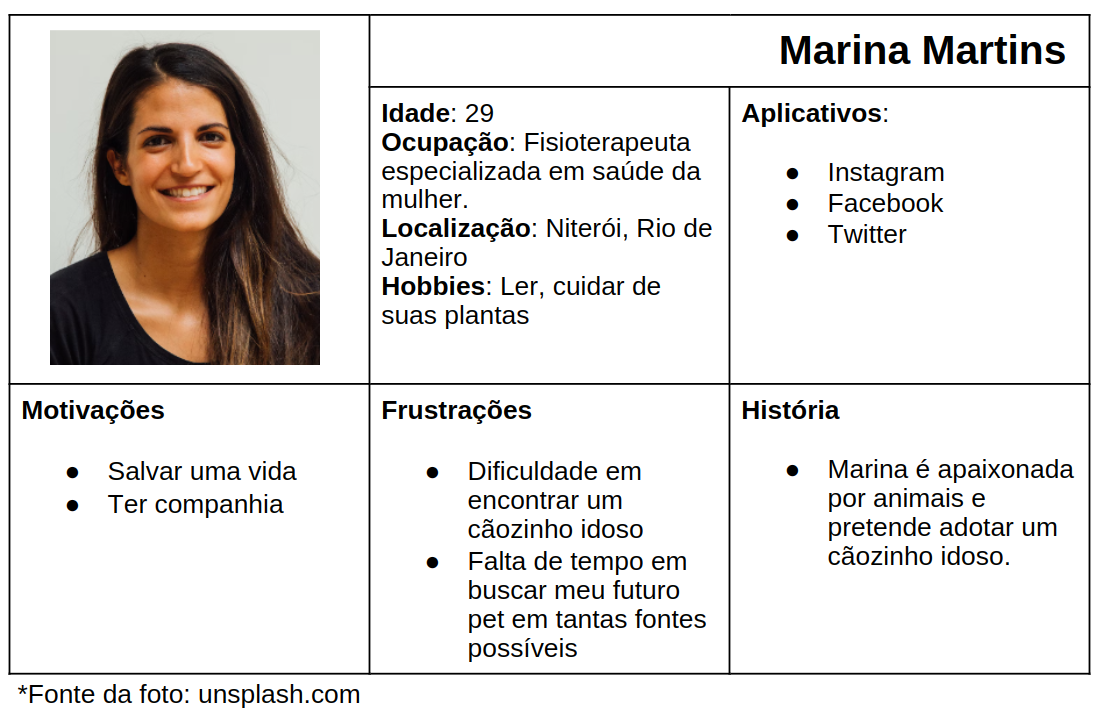 Marina Martins
Idade: 29
Ocupação: Fisioterapeuta
especializada em saúde da
mulher.
Localização: Niterói, Rio de
Janeiro
Hobbies: Ler, cuidar de
suas plantas
Aplicativos:
● Instagram
● Facebook
● Twitter
Motivações
● Salvar uma vida
● Ter companhia
Frustrações
● Dificuldade em
encontrar um
cãozinho idoso
● Falta de tempo em
buscar meu futuro
pet em tantas fontes
possíveis
História
● Marina é apaixonada
por animais e
pretende adotar um
cãozinho idoso.
*Fonte da foto: unsplash.com